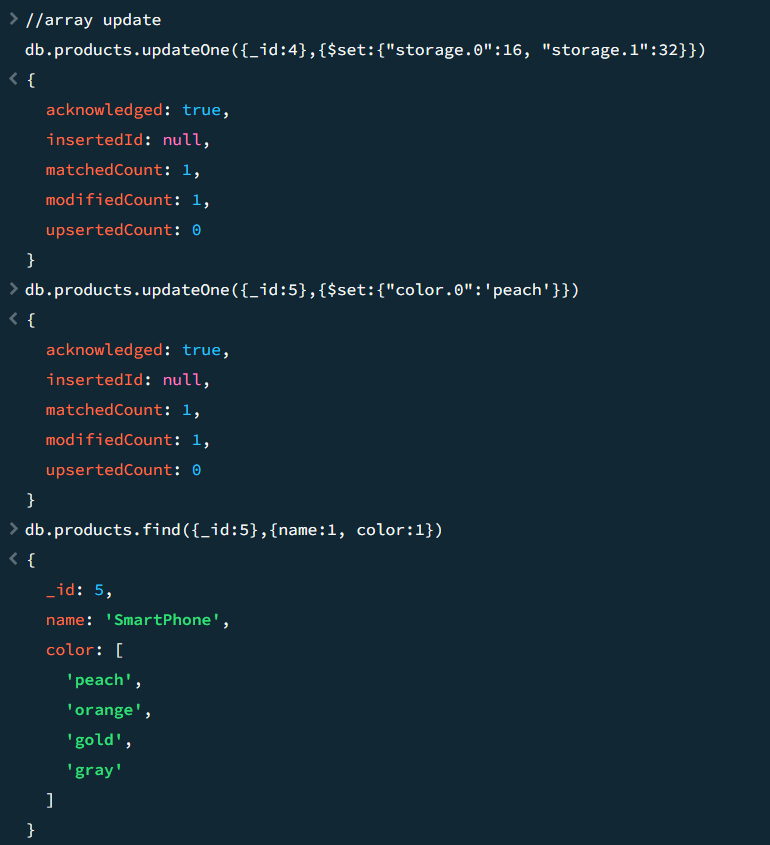 > //array update
db.products.updateOne({_id:4},{$set:{"storage.0":16, "storage.1":32}})
< {
acknowledged: true,
insertedId: null,
matchedCount: 1,
modifiedCount: 1,
upsertedCount: 0
}
> db.products.updateOne({_id:5},{$set:{"color.0":'peach'}})
< {
acknowledged: true,
insertedId: null,
matchedCount: 1,
modifiedCount: 1,
upsertedCount: 0
}
> db.products.find({_id:5},{name:1, color:1})
< {
_id: 5,
name: 'SmartPhone',
color: [
'peach',
'orange',
'gold',
'gray'
]
}